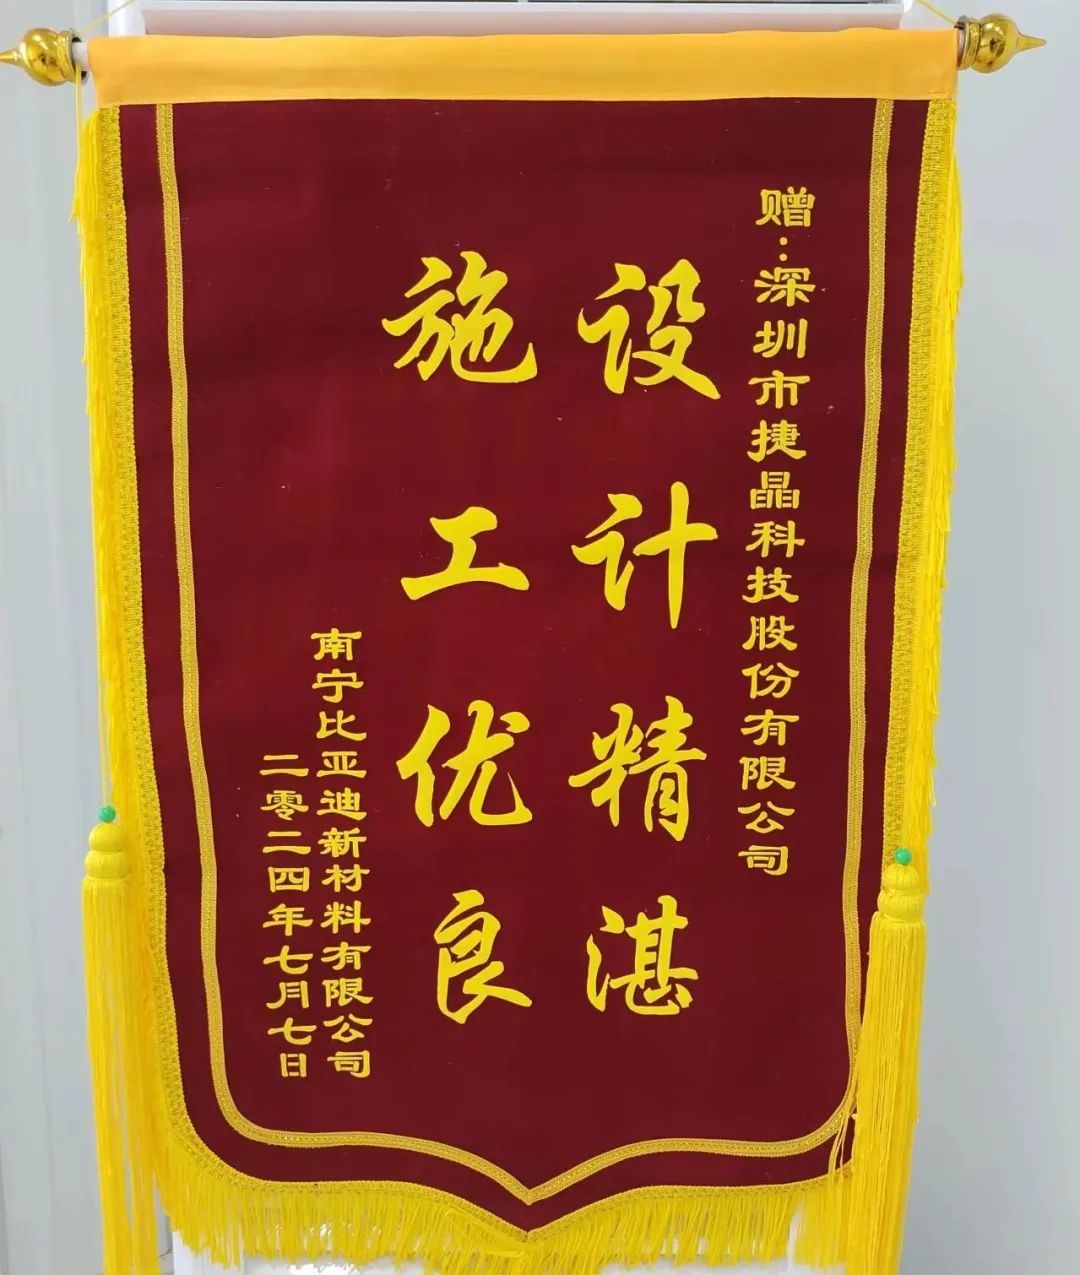 赠：深圳市捷晶科技股份有限公司
设计精湛
施工优良
南宁比亚迪新材料有限公司
二零二四年七月七日